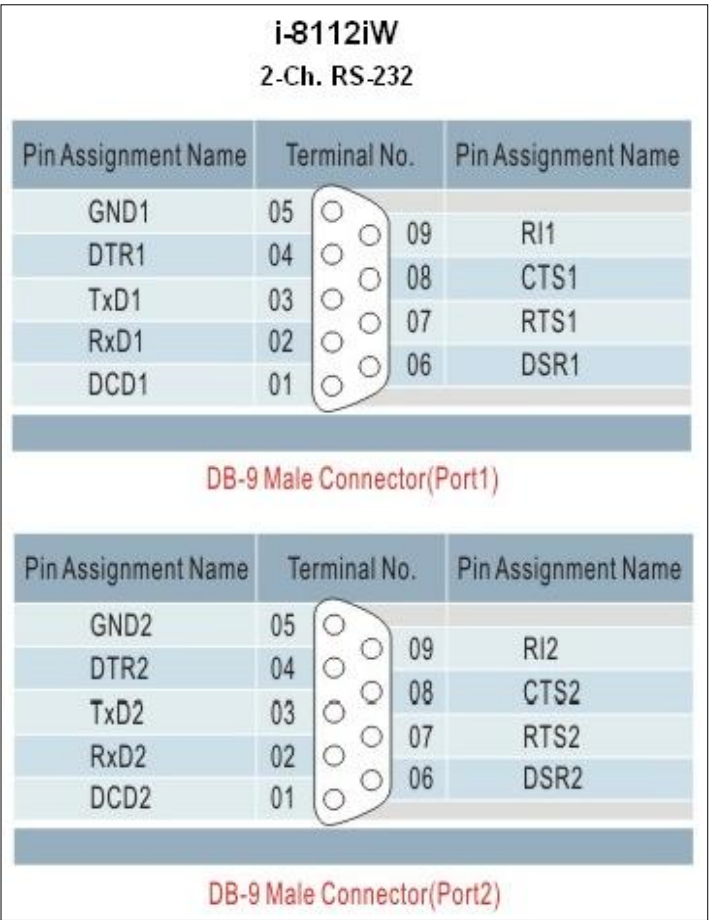 i-8112iW
2-Ch. RS-232
Pin Assignment Name Terminal No. Pin Assignment Name
GND1 05
09 RI1
DTR1 04
08 CTS1
TxD1 03
07 RTS1
RxD1 02
06 DSR1
DCD1 01
DB-9 Male Connector(Port1)
Pin Assignment Name Terminal No. Pin Assignment Name
GND2 05
09 RI2
DTR2 04
08 CTS2
TxD2 03
07 RTS2
RxD2 02
06 DSR2
DCD2 01
DB-9 Male Connector(Port2)